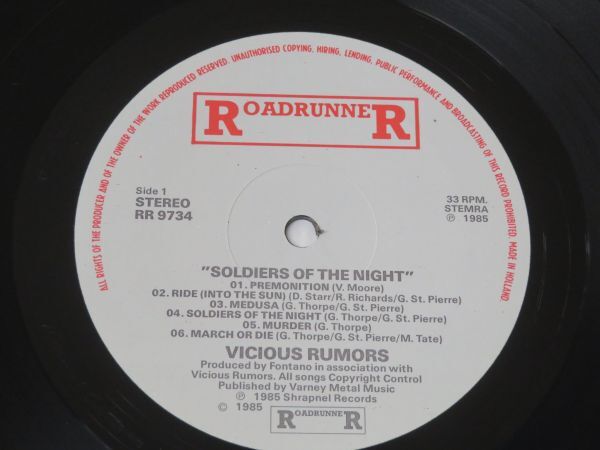 ALL RIGHTS OF THE PRODUCER AND OF THE OWNER OF THE WORK REPRODUCED RESERVED. UNAUTHORISED COPYING, HIRING, LENDING, PUBLIC PERFORMANCE AND BROADCASTING OF THIS RECORD PROHIBITED. MADE IN HOLLAND.
ROADRUNNER
Side 1
STEREO
RR 9734
33 RPM.
STEMRA
℗ 1985
"SOLDIERS OF THE NIGHT"
01. PREMONITION (V. Moore)
02. RIDE (INTO THE SUN) (D. Starr/R. Richards/G. St. Pierre)
03. MEDUSA (G. Thorpe/G. St. Pierre)
04. SOLDIERS OF THE NIGHT (G. Thorpe/G. St. Pierre)
05. MURDER (G. Thorpe)
06. MARCH OR DIE (G. Thorpe/G. St. Pierre/M. Tate)
VICIOUS RUMORS
Produced by Fontano in association with
Vicious Rumors. All songs Copyright Control
Published by Varney Metal Music
℗ 1985 Shrapnel Records
© 1985 ROADRUNNER